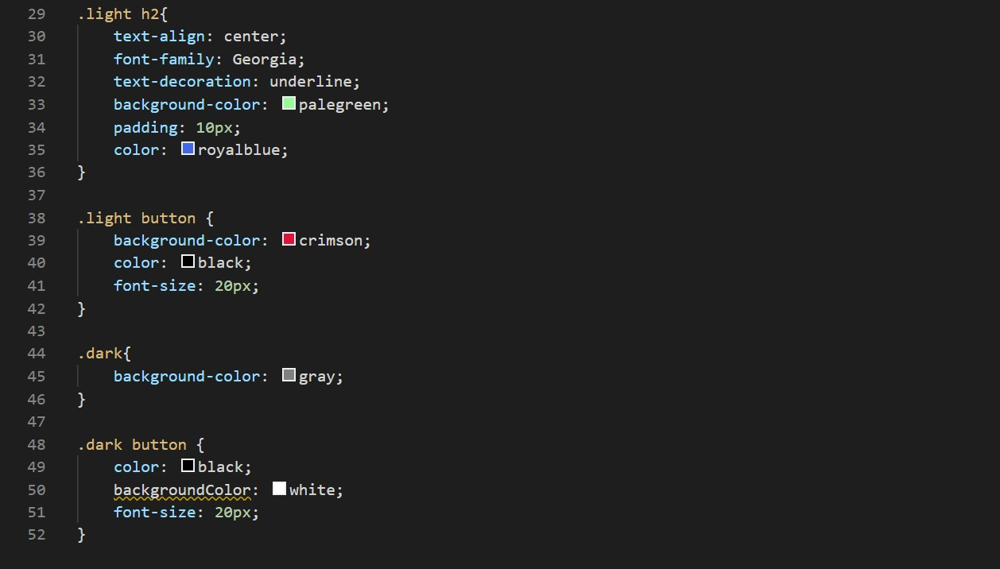 29 .light h2{
30 text-align: center;
31 font-family: Georgia;
32 text-decoration: underline;
33 background-color: palegreen;
34 padding: 10px;
35 color: royalblue;
36 }
37
38 .light button {
39 background-color: crimson;
40 color: black;
41 font-size: 20px;
42 }
43
44 .dark{
45 background-color: gray;
46 }
47
48 .dark button {
49 color: black;
50 backgroundColor: white;
51 font-size: 20px;
52 }